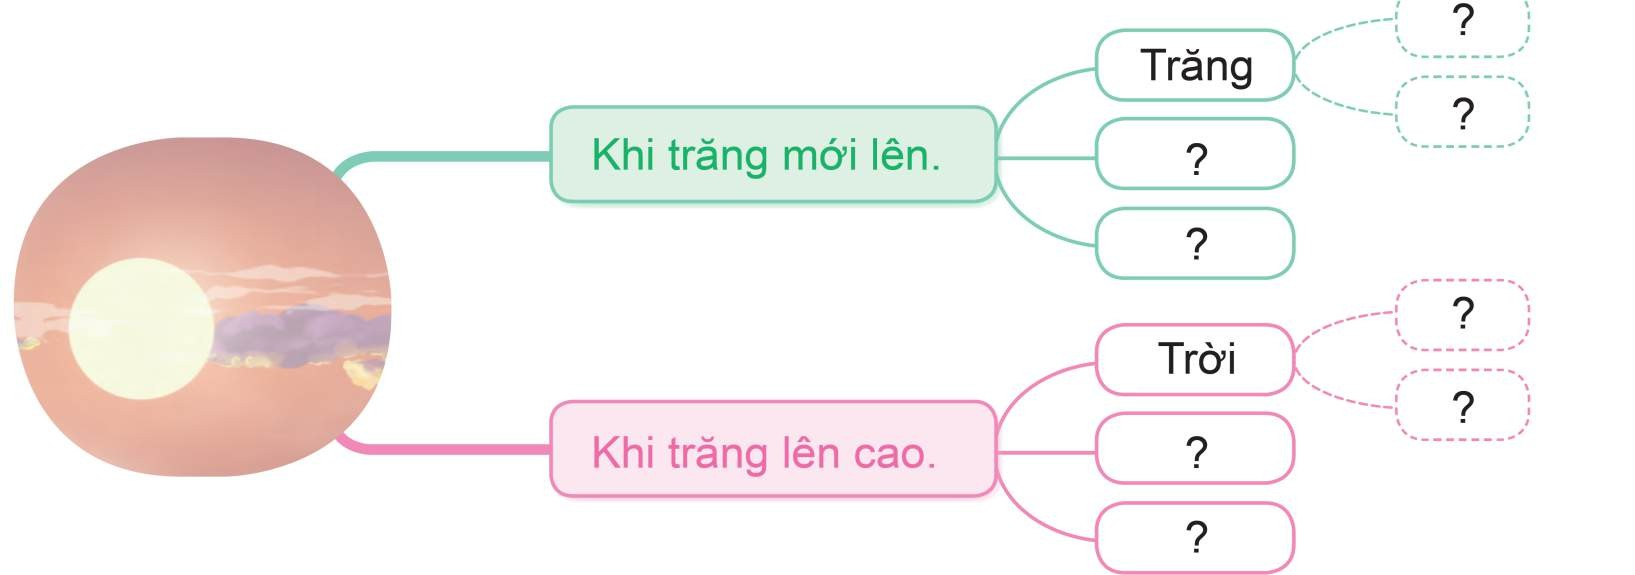 ?
Trăng
?
Khi trăng mới lên.
?
?
?
Trời
?
Khi trăng lên cao.
?
?